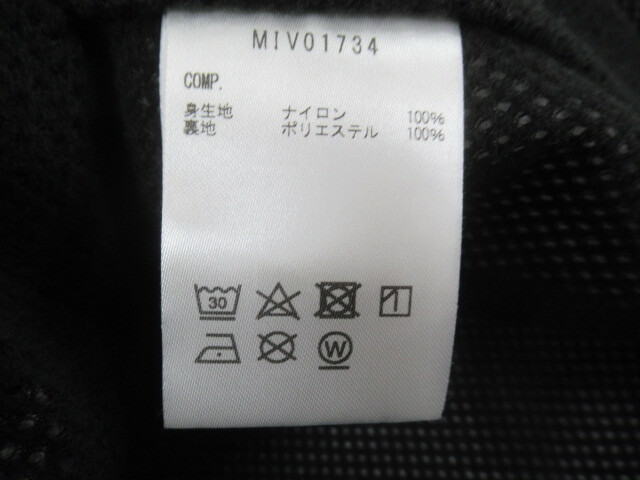 MIV01734
COMP.
身生地 ナイロン 100%
裏地 ポリエステル 100%
30
W